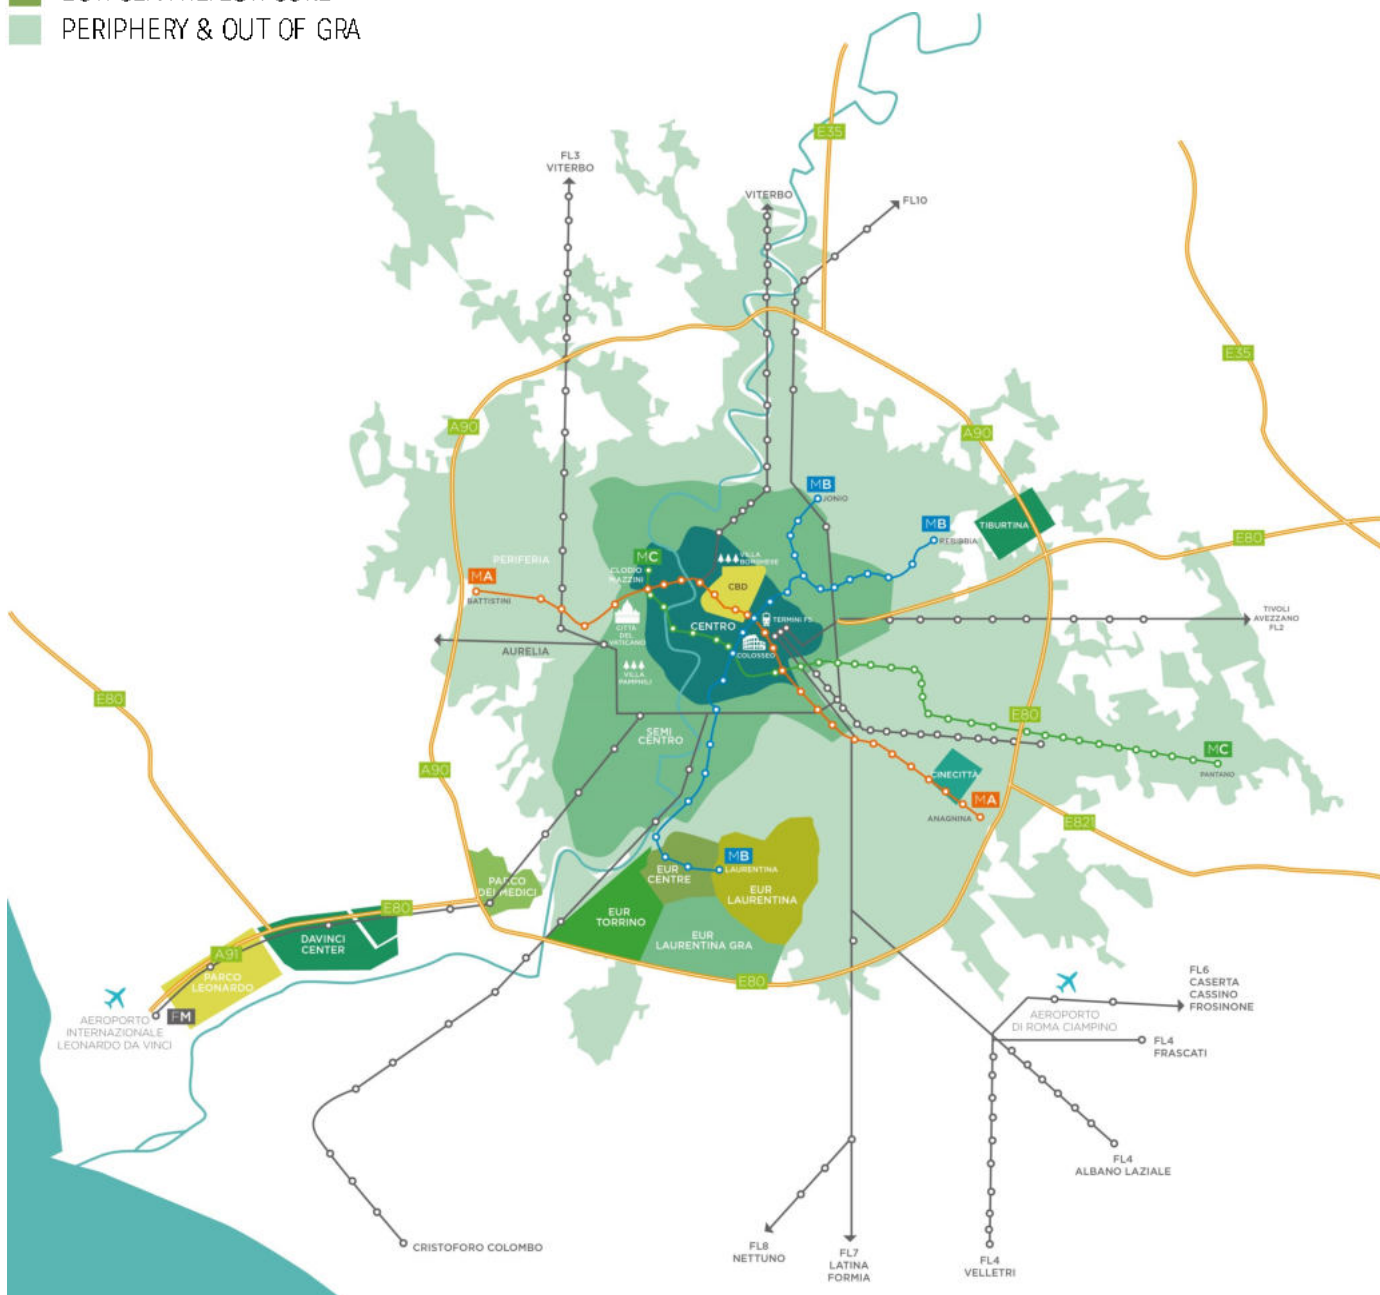 PERIPHERY & OUT OF GRA
E35
FL3
VITERBO
VITERBO
FL10
E35
A90
A90
MB
JONIO
MB
REBIBBIA
TIBURTINA
E80
PERIFERIA
MC
CLODIO
MAZZINI
VILLA
BORGHESE
MA
BATTISTINI
CBD
CITTÀ
DEL
VATICANO
CENTRO
TERMINI FS
COLOSSEO
TIVOLI
AVEZZANO
FL2
AURELIA
VILLA
PAMPHILI
E80
E80
SEMI
CENTRO
MC
PANTANO
A90
CINECITTÀ
MA
ANAGNINA
E821
PARCO
DEI MEDICI
EUR
CENTRE
MB
LAURENTINA
EUR
LAURENTINA
E80
EUR
TORRINO
EUR
LAURENTINA GRA
DAVINCI
CENTER
A91
PARCO
LEONARDO
E80
FM
AEROPORTO
INTERNAZIONALE
LEONARDO DA VINCI
AEROPORTO
DI ROMA CIAMPINO
FL6
CASERTA
CASSINO
FROSINONE
FL4
FRASCATI
FL4
ALBANO LAZIALE
CRISTOFORO COLOMBO
FL8
NETTUNO
FL7
LATINA
FORMIA
FL4
VELLETRI